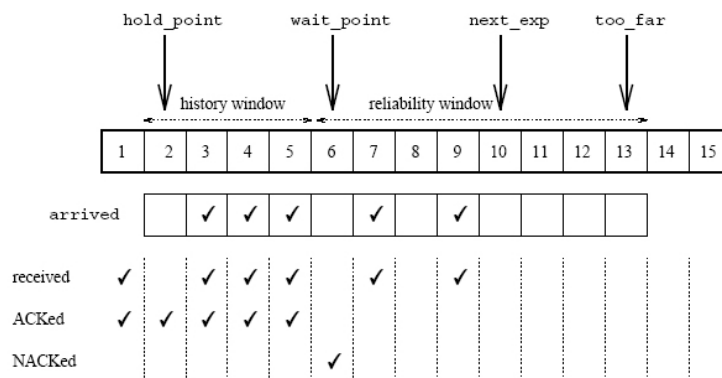 hold_point wait_point next_exp too_far
history window reliability window
1 2 3 4 5 6 7 8 9 10 11 12 13 14 15
arrived ✓ ✓ ✓ ✓ ✓
received ✓ ✓ ✓ ✓ ✓ ✓
ACKed ✓ ✓ ✓ ✓ ✓
NACKed ✓